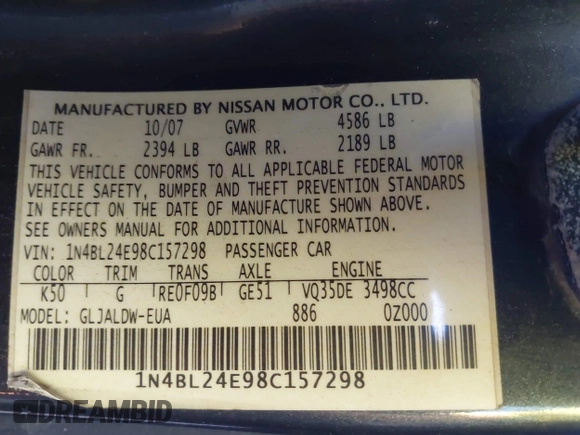 MANUFACTURED BY NISSAN MOTOR CO., LTD.
DATE 10/07 GVWR 4586 LB
GAWR FR. 2394 LB GAWR RR. 2189 LB
THIS VEHICLE CONFORMS TO ALL APPLICABLE FEDERAL MOTOR
VEHICLE SAFETY, BUMPER AND THEFT PREVENTION STANDARDS
IN EFFECT ON THE DATE OF MANUFACTURE SHOWN ABOVE.
SEE OWNERS MANUAL FOR ADDITIONAL INFORMATION.
VIN: 1N4BL24E98C157298 PASSENGER CAR
COLOR TRIM TRANS AXLE ENGINE
K50 G RE0F09B GE51 VQ35DE 3498CC
MODEL: GLJALDW-EUA 886 0Z000
1N4BL24E98C157298
DREAMBID